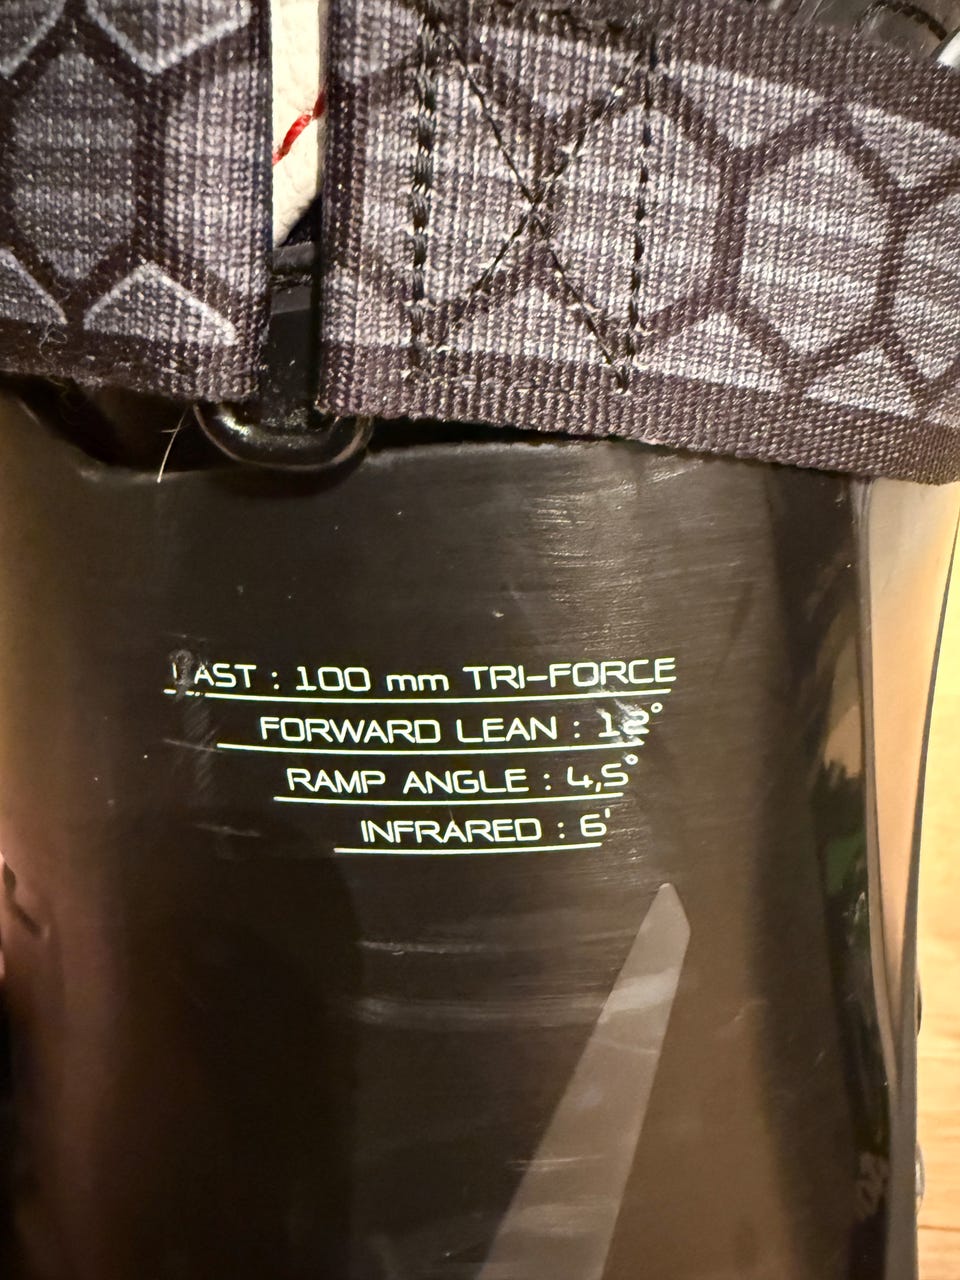 LAST : 100 mm TRI-FORCE
FORWARD LEAN : 12°
RAMP ANGLE : 4,5°
INFRARED : 6'